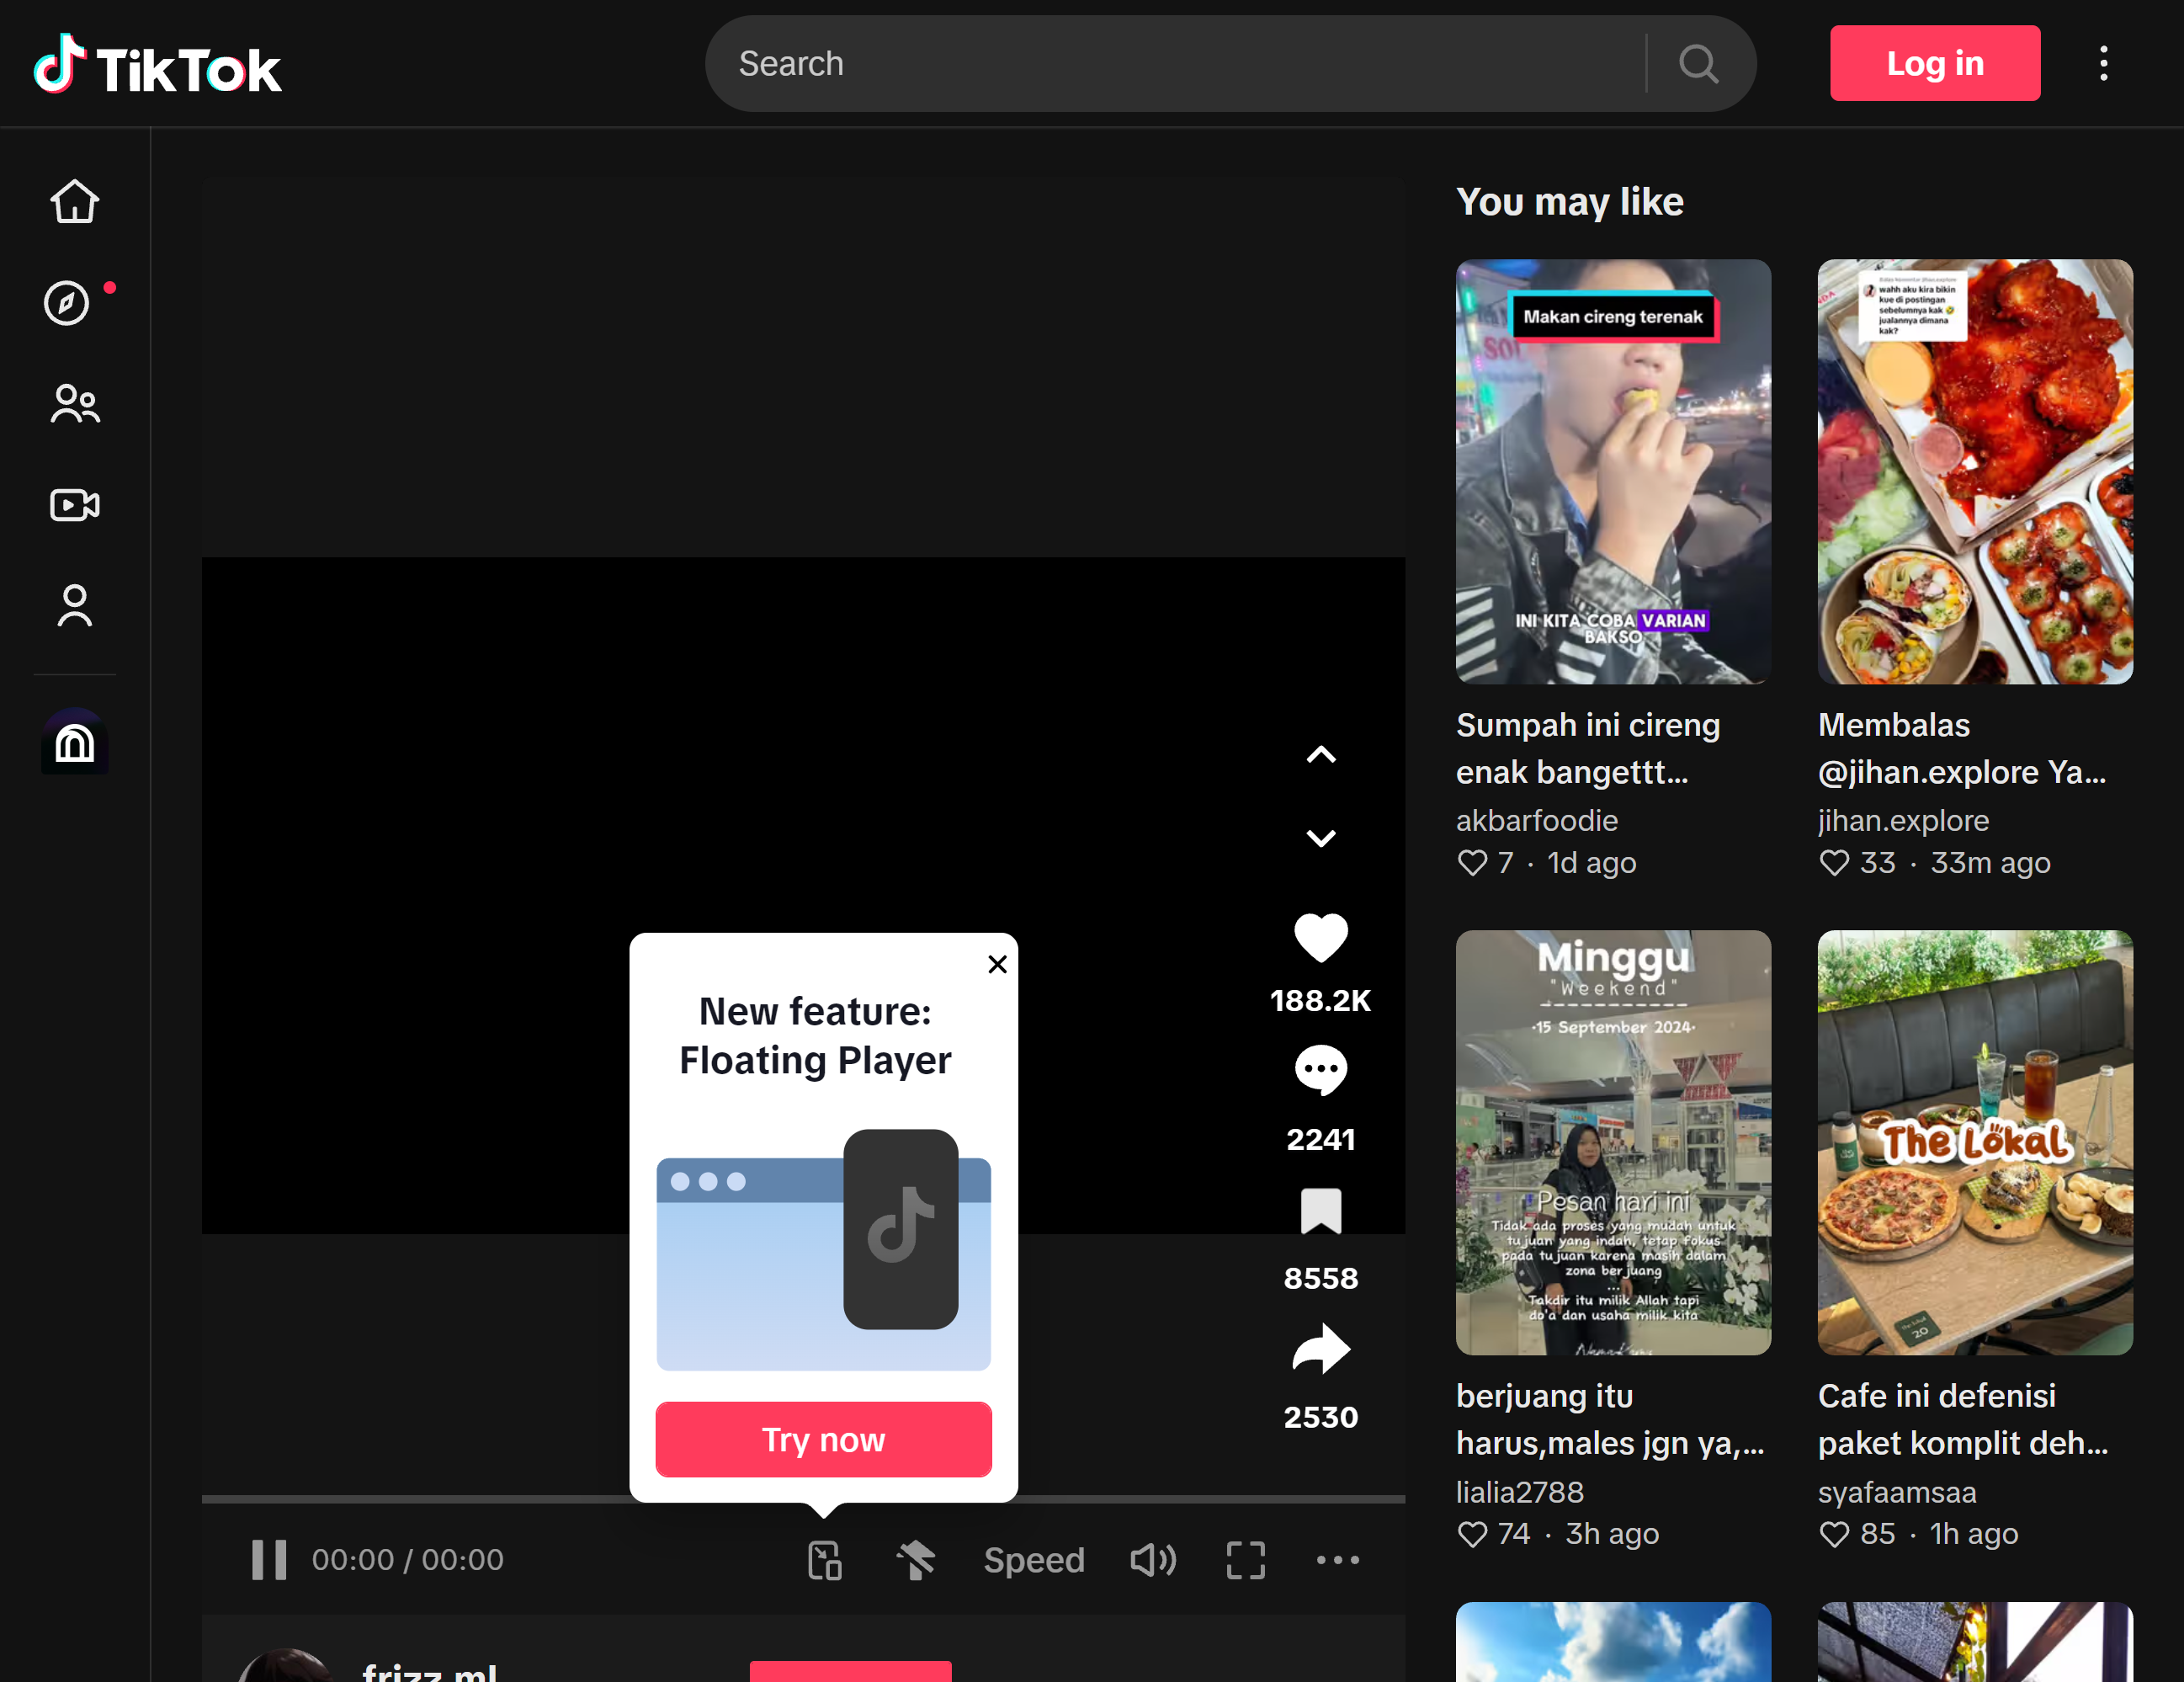 TikTok
Search
Log in
You may like
Makan cireng terenak
INI KITA COBA VARIAN
BAKSO
Sumpah ini cireng
enak bangettt...
akbarfoodie
7 · 1d ago
Balas komentar jihan.explore
wahh aku kira bikin
kue di postingan
sebelumnya kak 🤣
jualannya dimana
kak?
Membalas
@jihan.explore Ya...
jihan.explore
33 · 33m ago
188.2K
2241
8558
2530
New feature:
Floating Player
Try now
Minggu
"Weekend"
·15 September 2024·
Pesan hari ini
Tidak ada proses yang mudah untuk
tujuan yang indah, tetap fokus
pada tujuan karena masih dalam
zona berjuang
...
Takdir itu milik Allah tapi
do'a dan usaha milik kita
berjuang itu
harus,males jgn ya,...
lialia2788
74 · 3h ago
The Lokal
20
Cafe ini defenisi
paket komplit deh...
syafaamsaa
85 · 1h ago
00:00 / 00:00
Speed
frizz.ml